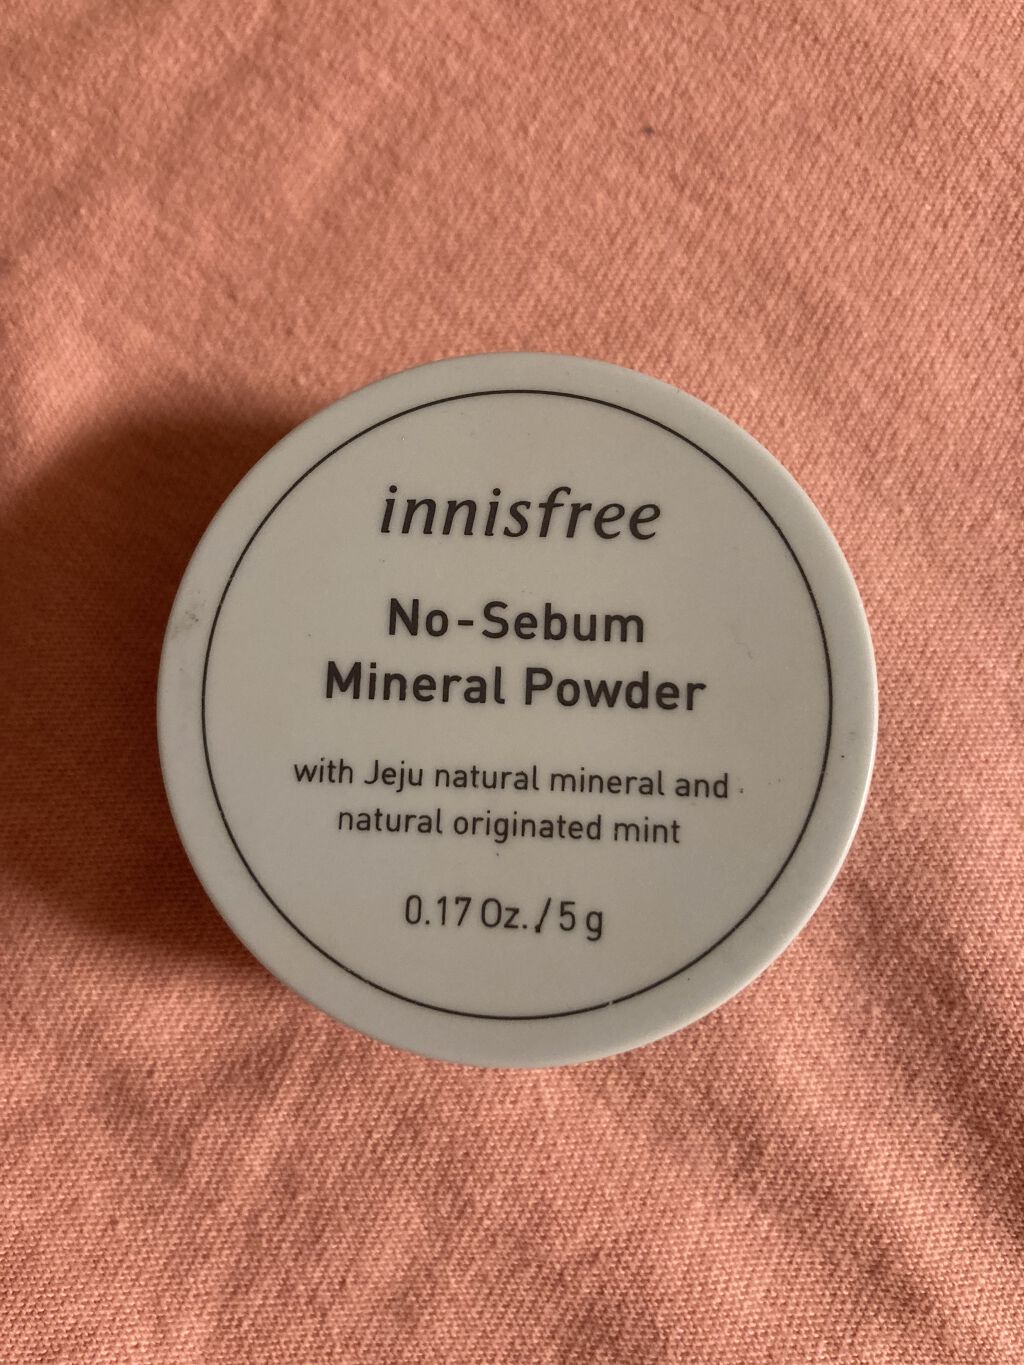 innisfree
No-Sebum
Mineral Powder
with Jeju natural mineral and
natural originated mint
0.17 Oz./5 g